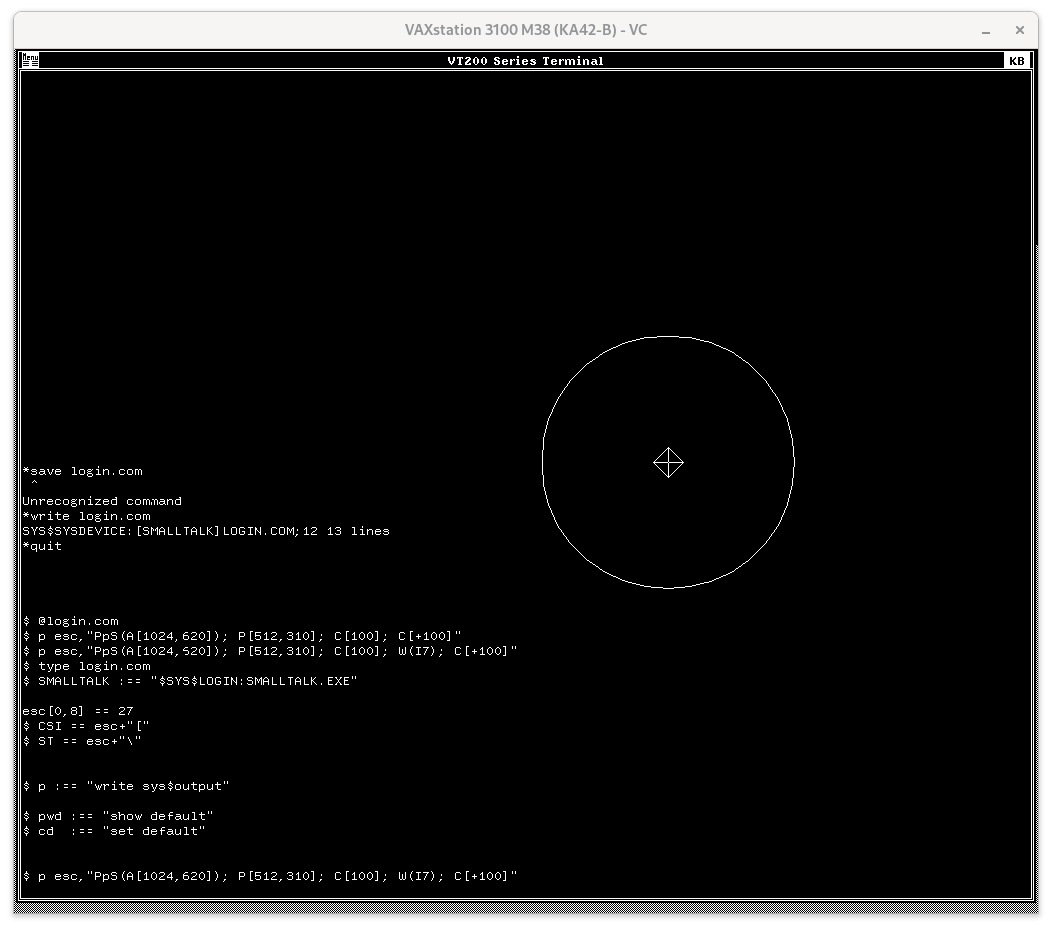 VAXstation 3100 M38 (KA42-B) - VC
Menu
VT200 Series Terminal
KB
*save login.com
^
Unrecognized command
*write login.com
SYS$SYSDEVICE:[SMALLTALK]LOGIN.COM;12 13 lines
*quit
$ @login.com
$ p esc,"PpS(A[1024,620]); P[512,310]; C[100]; C[+100]"
$ p esc,"PpS(A[1024,620]); P[512,310]; C[100]; W(I7); C[+100]"
$ type login.com
$ SMALLTALK :== "$SYS$LOGIN:SMALLTALK.EXE"
esc[0,8] == 27
$ CSI == esc+"["
$ ST == esc+"\"
$ p :== "write sys$output"
$ pwd :== "show default"
$ cd  :== "set default"
$ p esc,"PpS(A[1024,620]); P[512,310]; C[100]; W(I7); C[+100]"